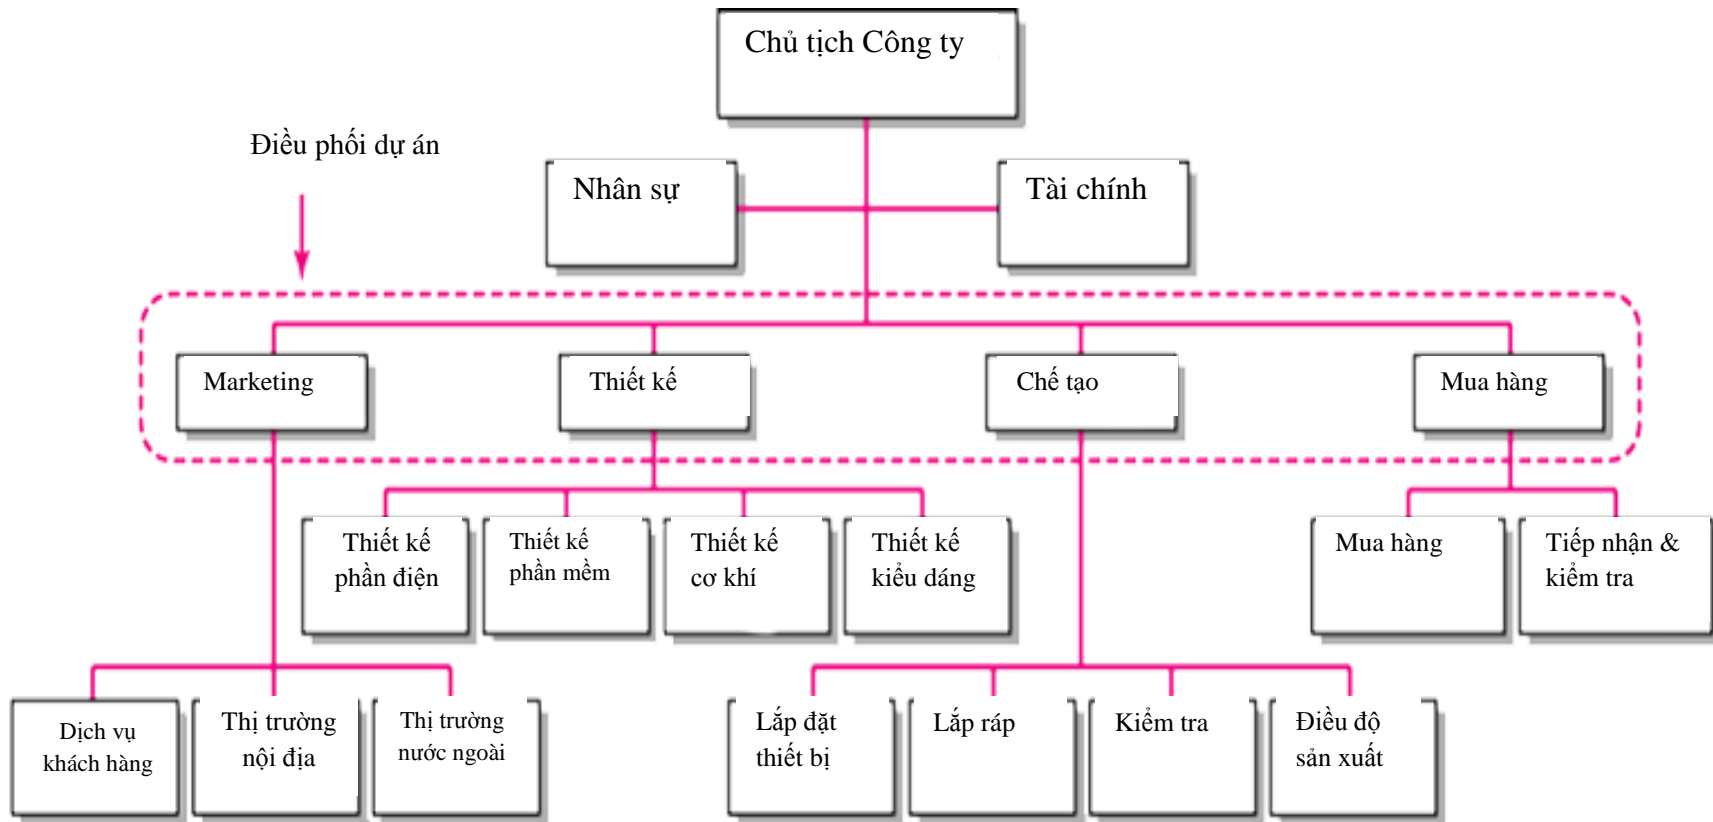 Chủ tịch Công ty
Điều phối dự án
Nhân sự
Tài chính
Marketing
Thiết kế
Chế tạo
Mua hàng
Thiết kế
phần điện
Thiết kế
phần mềm
Thiết kế
cơ khí
Thiết kế
kiểu dáng
Mua hàng
Tiếp nhận &
kiểm tra
Dịch vụ
khách hàng
Thị trường
nội địa
Thị trường
nước ngoài
Lắp đặt
thiết bị
Lắp ráp
Kiểm tra
Điều độ
sản xuất